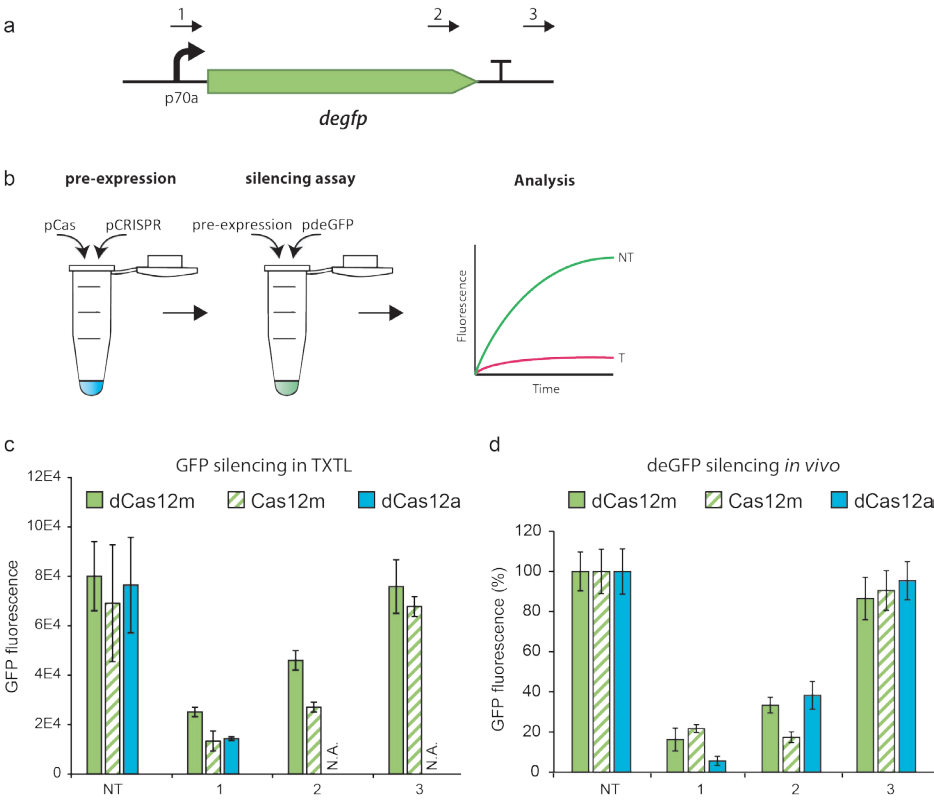 a
1
2
3
p70a
degfp
b
pre-expression
silencing assay
Analysis
pCas
pCRISPR
pre-expression
pdeGFP
Fluorescence
NT
T
Time
c
GFP silencing in TXTL
dCas12m
Cas12m
dCas12a
GFP fluorescence
12E4
10E4
8E4
6E4
4E4
2E4
0
N.A.
N.A.
NT
1
2
3
d
deGFP silencing in vivo
dCas12m
Cas12m
dCas12a
GFP fluorescence (%)
120
100
80
60
40
20
0
NT
1
2
3